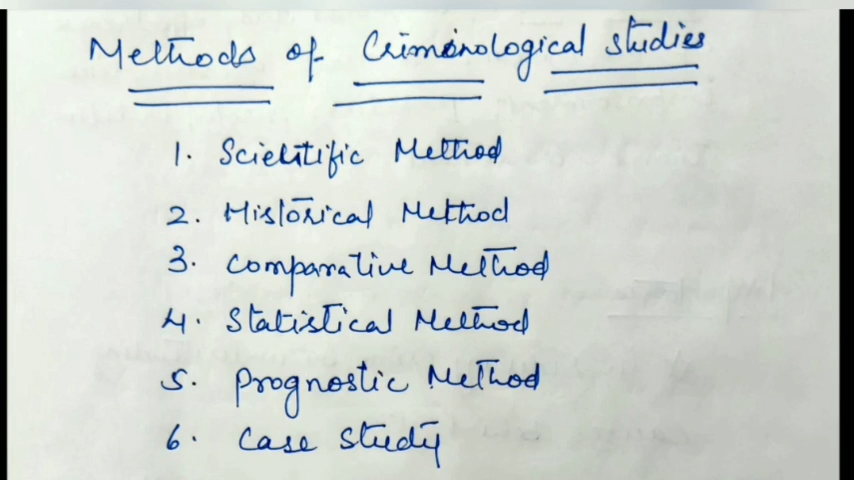 Methods of Criminological studies
1. Scientific Method
2. Historical Method
3. Comparative Method
4. Statistical Method
5. Prognostic Method
6. Case study